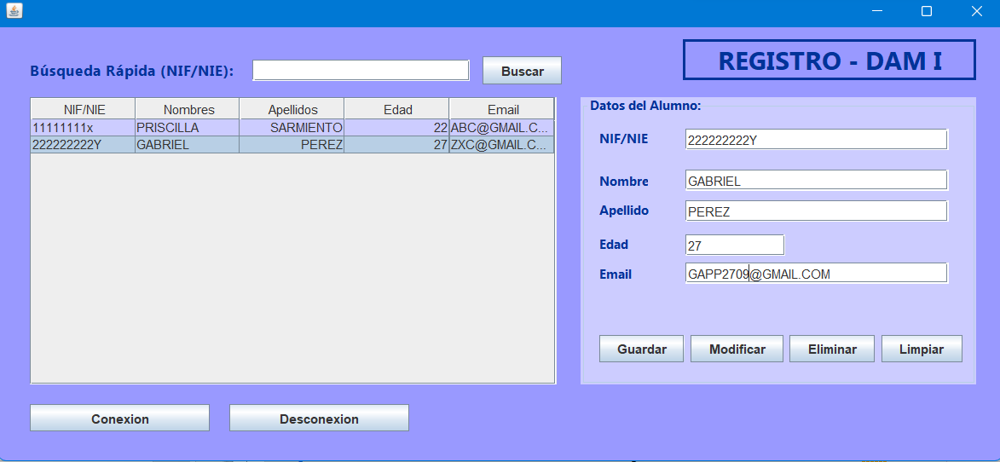 Búsqueda Rápida (NIF/NIE): Buscar
REGISTRO - DAM I
NIF/NIE Nombres Apellidos Edad Email
11111111x PRISCILLA SARMIENTO 22 ABC@GMAIL.C...
222222222Y GABRIEL PEREZ 27 ZXC@GMAIL.C...
Datos del Alumno:
NIF/NIE 222222222Y
Nombre GABRIEL
Apellido PEREZ
Edad 27
Email GAPP2709@GMAIL.COM
Guardar Modificar Eliminar Limpiar
Conexion Desconexion